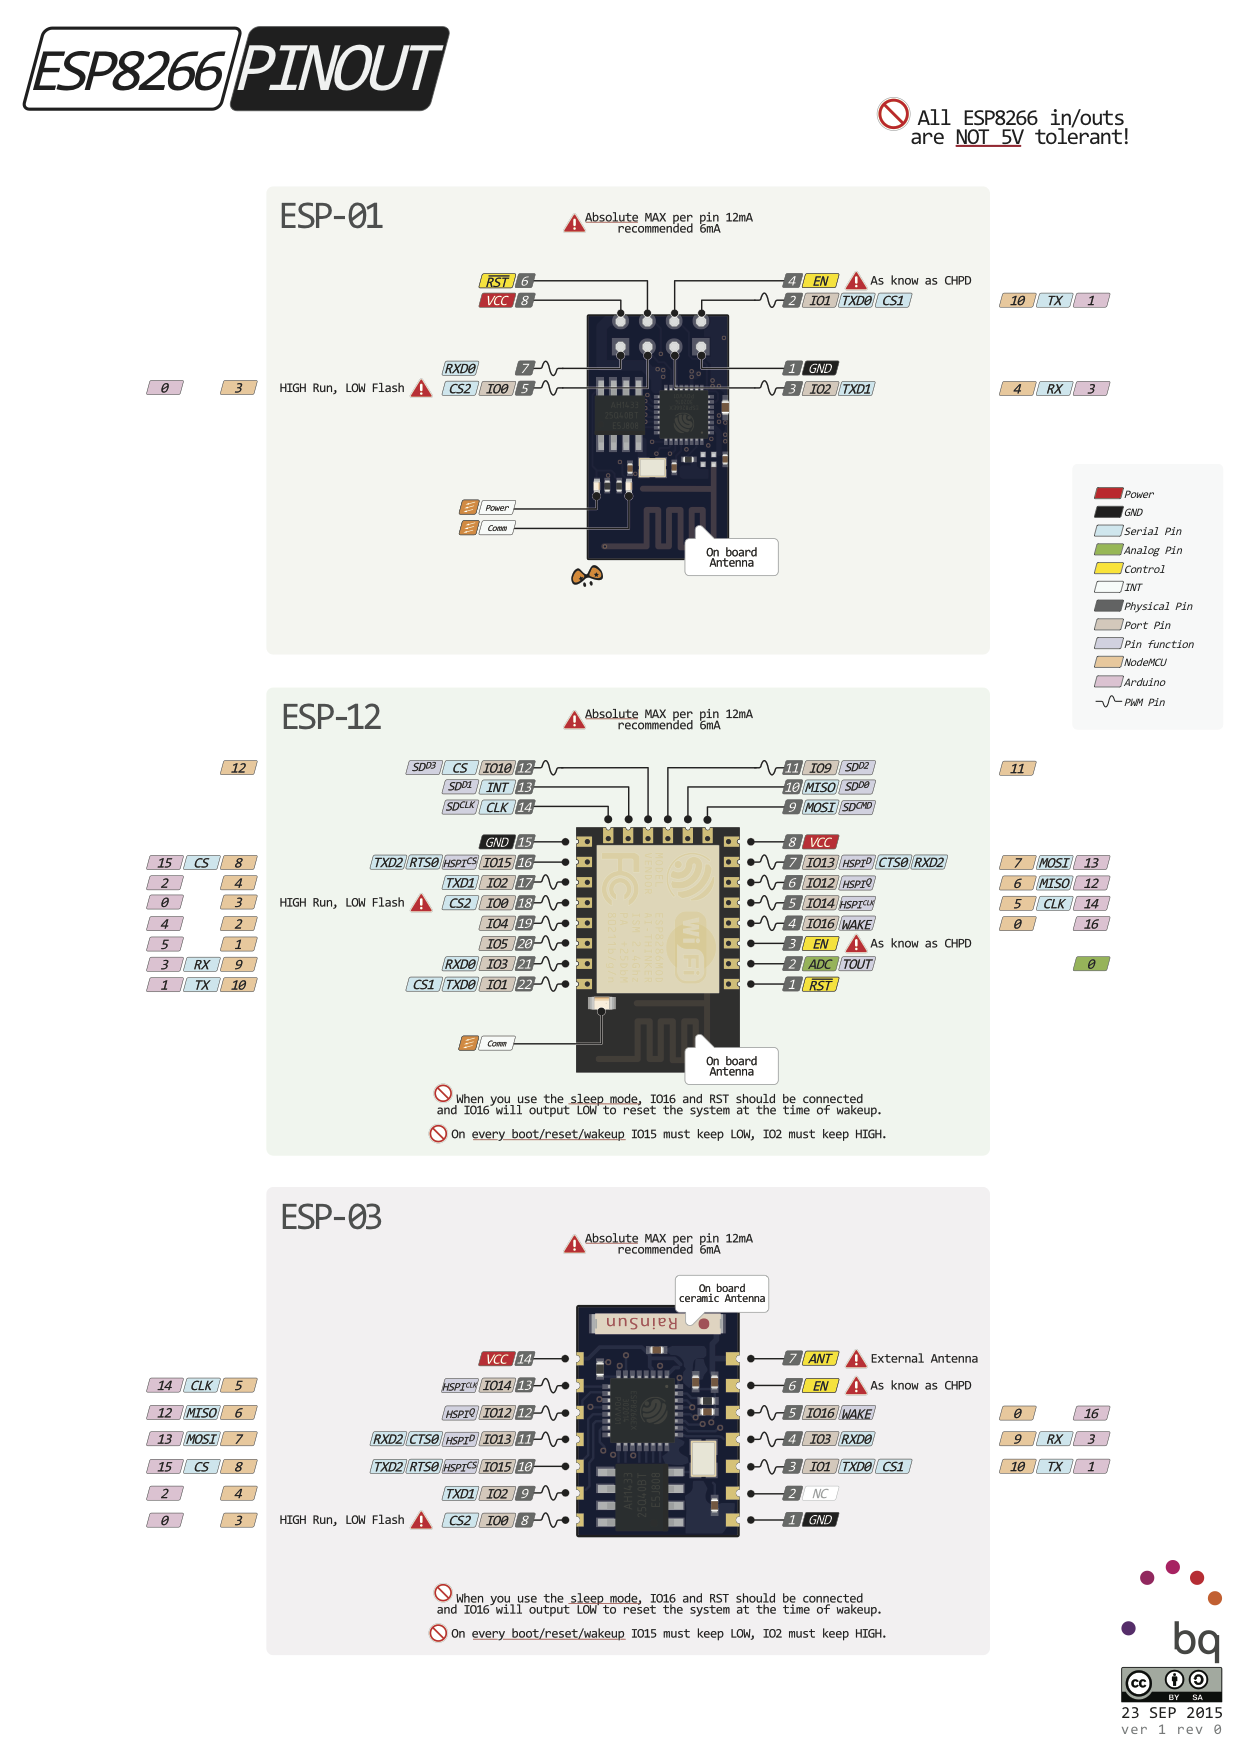 ESP8266 PINOUT
All ESP8266 in/outs
are NOT 5V tolerant!
ESP-01
Absolute MAX per pin 12mA
recommended 6mA
RST 6
4 EN As know as CHPD
VCC 8
2 IO1 TXD0 CS1 10 TX 1
RXD0 7
1 GND
0 3 HIGH Run, LOW Flash CS2 IO0 5
3 IO2 TXD1 4 RX 3
AH1433
25Q40BT
ESJ808
Power
Comm
On board
Antenna
Power
GND
Serial Pin
Analog Pin
Control
INT
Physical Pin
Port Pin
Pin function
NodeMCU
Arduino
PWM Pin
ESP-12
Absolute MAX per pin 12mA
recommended 6mA
12 SDD3 CS IO10 12
11 IO9 SDD2 11
SDD1 INT 13
10 MISO SDD0
SDCLK CLK 14
9 MOSI SDCMD
GND 15
8 VCC
15 CS 8 TXD2 RTS0 HSPICS IO15 16
7 IO13 HSPID CTS0 RXD2 7 MOSI 13
2 4 TXD1 IO2 17
6 IO12 HSPIQ 6 MISO 12
0 3 HIGH Run, LOW Flash CS2 IO0 18
5 IO14 HSPICLK 5 CLK 14
4 2 IO4 19
4 IO16 WAKE 0 16
5 1 IO5 20
3 EN As know as CHPD
3 RX 9 RXD0 IO3 21
2 ADC TOUT 0
1 TX 10 CS1 TXD0 IO1 22
1 RST
FC
WiFi
Comm
On board
Antenna
When you use the sleep mode, IO16 and RST should be connected
and IO16 will output LOW to reset the system at the time of wakeup.
On every boot/reset/wakeup IO15 must keep LOW, IO2 must keep HIGH.
ESP-03
Absolute MAX per pin 12mA
recommended 6mA
On board
ceramic Antenna
RainSun
VCC 14
7 ANT External Antenna
14 CLK 5 HSPICLK IO14 13
6 EN As know as CHPD
12 MISO 6 HSPIQ IO12 12
5 IO16 WAKE 0 16
13 MOSI 7 RXD2 CTS0 HSPID IO13 11
4 IO3 RXD0 9 RX 3
15 CS 8 TXD2 RTS0 HSPICS IO15 10
3 IO1 TXD0 CS1 10 TX 1
2 4 TXD1 IO2 9
2 NC
0 3 HIGH Run, LOW Flash CS2 IO0 8
1 GND
AH1433
25Q40BT
ESJ808
When you use the sleep mode, IO16 and RST should be connected
and IO16 will output LOW to reset the system at the time of wakeup.
On every boot/reset/wakeup IO15 must keep LOW, IO2 must keep HIGH.
bq
cc BY SA
23 SEP 2015
ver 1 rev 0